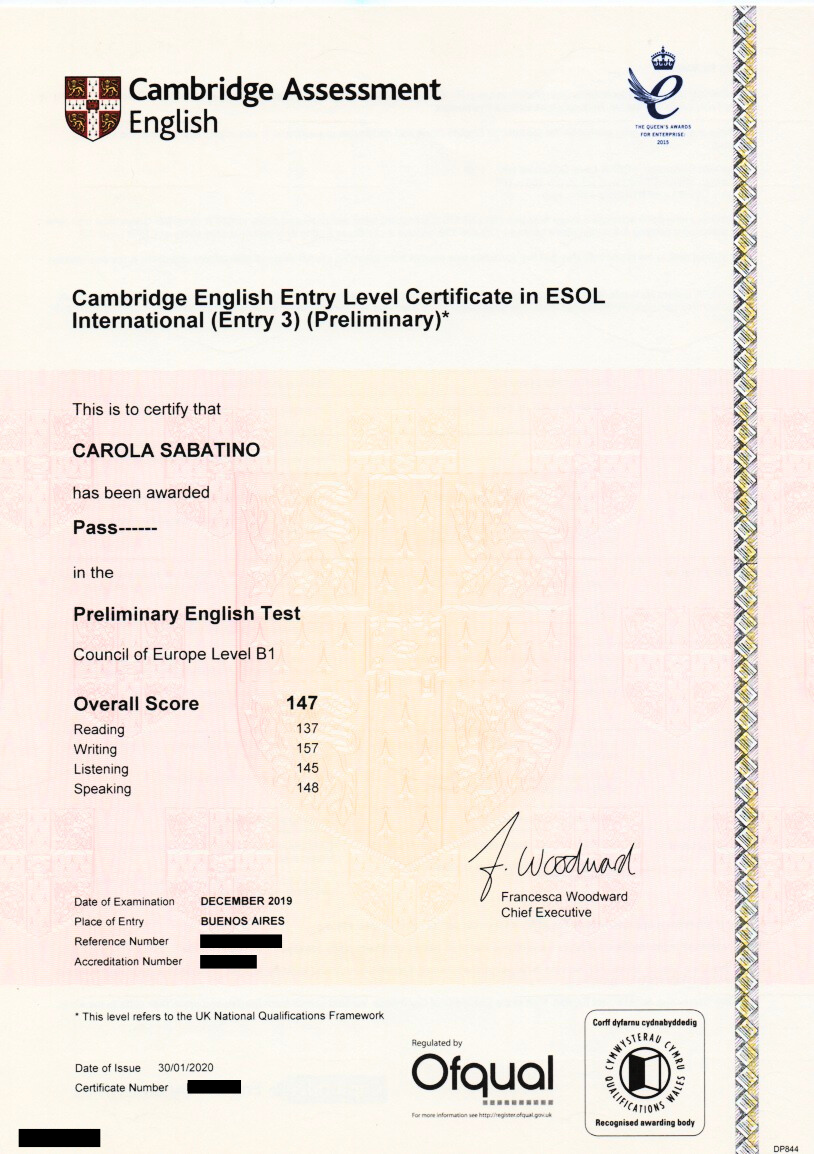 Cambridge Assessment
English
THE QUEEN'S AWARDS
FOR ENTERPRISE:
2015
Cambridge English Entry Level Certificate in ESOL
International (Entry 3) (Preliminary)*
This is to certify that
CAROLA SABATINO
has been awarded
Pass------
in the
Preliminary English Test
Council of Europe Level B1
Overall Score 147
Reading 137
Writing 157
Listening 145
Speaking 148
F. Woodward
Francesca Woodward
Chief Executive
Date of Examination DECEMBER 2019
Place of Entry BUENOS AIRES
Reference Number
Accreditation Number
* This level refers to the UK National Qualifications Framework
Date of Issue 30/01/2020
Certificate Number
Regulated by
Ofqual
For more information see http://register.ofqual.gov.uk
Corff dyfarnu cydnabyddedig
CYMWYSTERAU CYMRU
QUALIFICATIONS WALES
Recognised awarding body
DP844